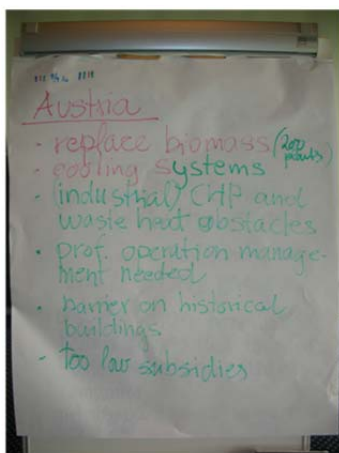 Austria
- replace biomass (200 plants)
- cooling systems
- (industrial) CHP and
waste heat obstacles
- prof. operation manage-
ment needed
- barrier on historical
buildings
- too low subsidies